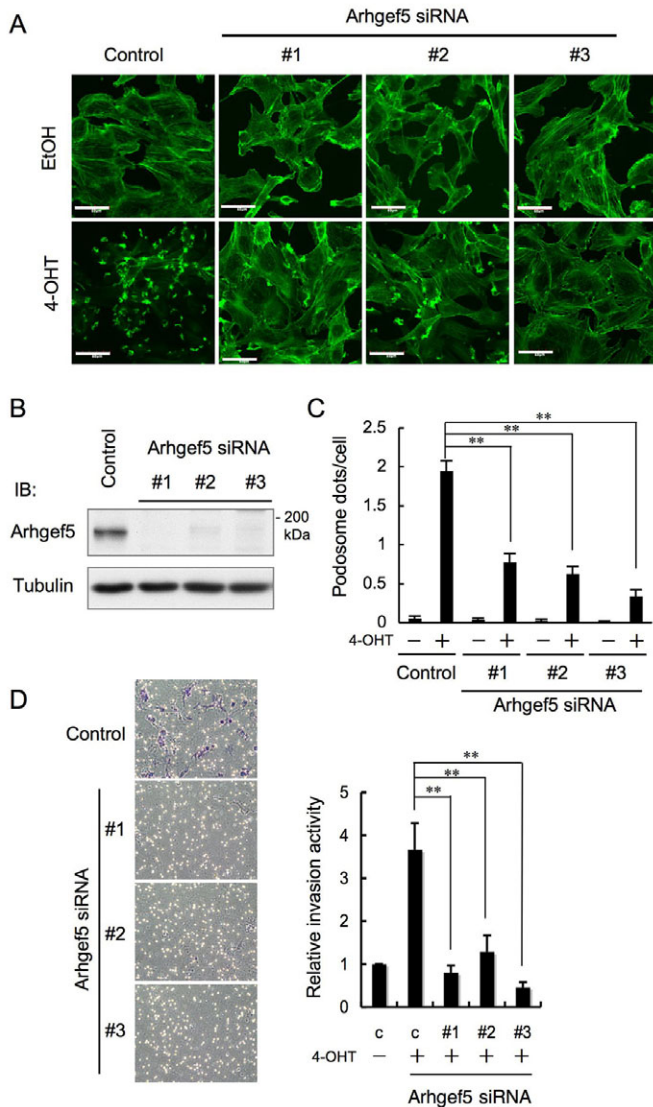 A
Arhgef5 siRNA
Control #1 #2 #3
EtOH
4-OHT
B
Control
Arhgef5 siRNA
#1 #2 #3
IB:
Arhgef5
- 200
kDa
Tubulin
C
Podosome dots/cell
2.5
2
1.5
1
0.5
0
** ** **
4-OHT − + − + − + − +
Control #1 #2 #3
Arhgef5 siRNA
D
Control
Arhgef5 siRNA
#1
#2
#3
Relative invasion activity
5
4
3
2
1
0
** ** **
c c #1 #2 #3
4-OHT − + + + +
Arhgef5 siRNA